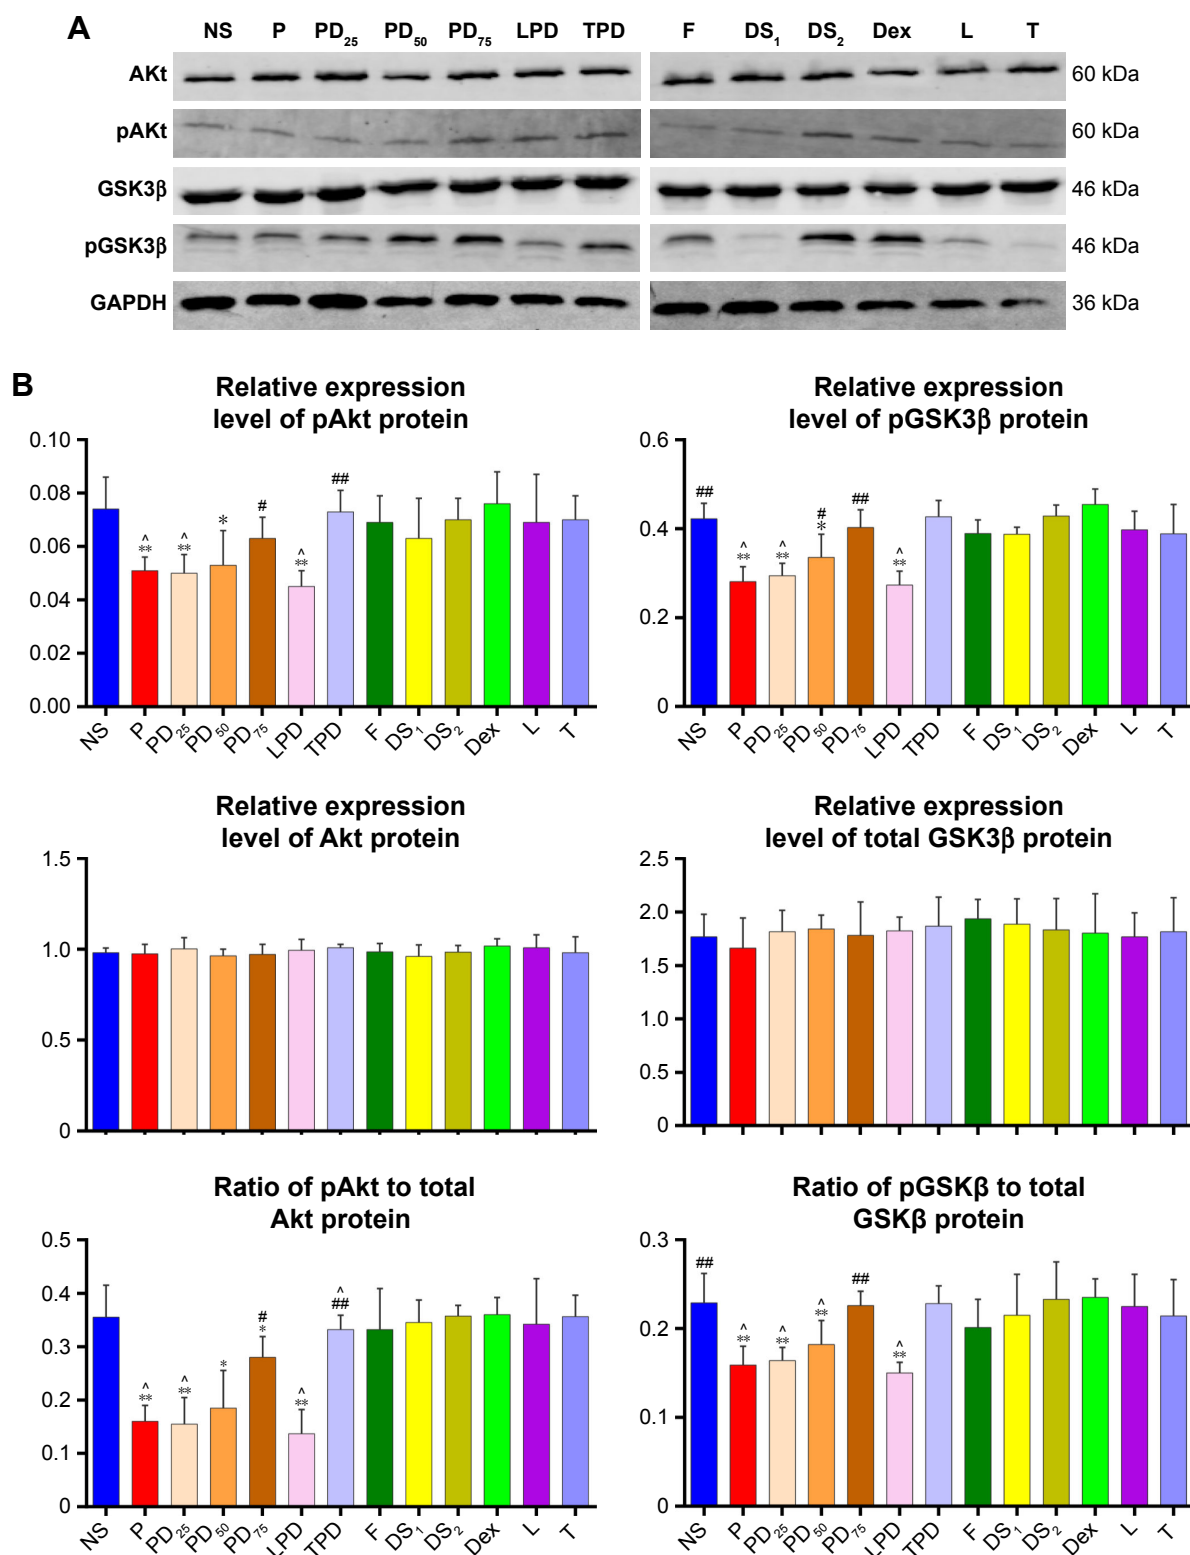 A
NS P PD25 PD50 PD75 LPD TPD F DS1 DS2 Dex L T
AKt 60 kDa
pAKt 60 kDa
GSK3β 46 kDa
pGSK3β 46 kDa
GAPDH 36 kDa
B
Relative expression
level of pAkt protein
0.10
0.08
0.06
0.04
0.02
0.00
^
**
^
**
*
#
^
**
##
NS P PD25 PD50 PD75 LPD TPD F DS1 DS2 Dex L T
Relative expression
level of pGSK3β protein
0.6
0.4
0.2
0
##
^
**
^
**
#
*
##
^
**
NS P PD25 PD50 PD75 LPD TPD F DS1 DS2 Dex L T
Relative expression
level of Akt protein
1.5
1.0
0.5
0
Relative expression
level of total GSK3β protein
2.5
2.0
1.5
1.0
0.5
0
Ratio of pAkt to total
Akt protein
0.5
0.4
0.3
0.2
0.1
0
^
**
^
**
*
#
*
^
**
^
##
NS P PD25 PD50 PD75 LPD TPD F DS1 DS2 Dex L T
Ratio of pGSKβ to total
GSKβ protein
0.3
0.2
0.1
0
##
^
**
^
**
^
**
##
^
**
NS P PD25 PD50 PD75 LPD TPD F DS1 DS2 Dex L T